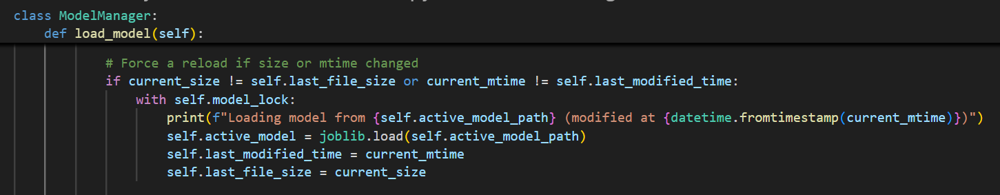 class ModelManager:
def load_model(self):
# Force a reload if size or mtime changed
if current_size != self.last_file_size or current_mtime != self.last_modified_time:
with self.model_lock:
print(f"Loading model from {self.active_model_path} (modified at {datetime.fromtimestamp(current_mtime)})")
self.active_model = joblib.load(self.active_model_path)
self.last_modified_time = current_mtime
self.last_file_size = current_size